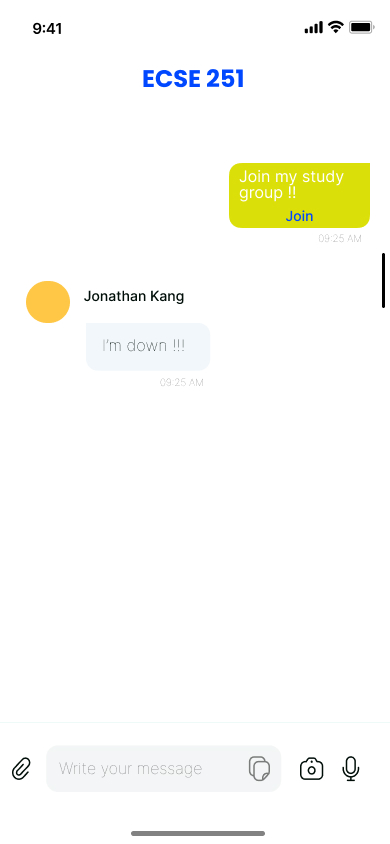 9:41
ECSE 251
Join my study
group !!
Join
09:25 AM
Jonathan Kang
I'm down !!!
09:25 AM
Write your message